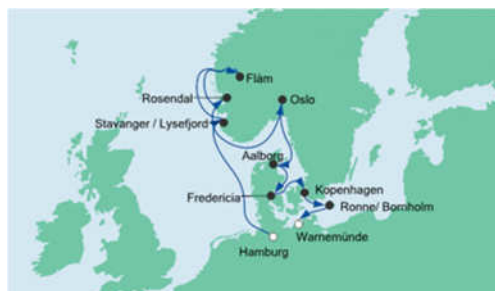 Flåm
Rosendal
Oslo
Stavanger / Lysefjord
Aalborg
Kopenhagen
Fredericia
Ronne/ Bornholm
Warnemünde
Hamburg